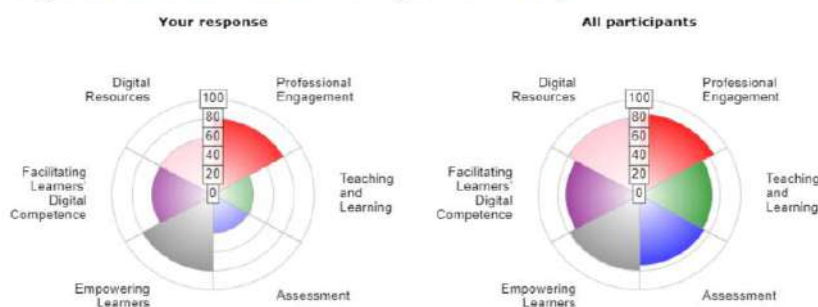 Your response
All participants
Digital
Resources
Professional
Engagement
100
80
60
40
20
0
Facilitating
Learners'
Digital
Competence
Teaching
and
Learning
Empowering
Learners
Assessment
Digital
Resources
Professional
Engagement
100
80
60
40
20
0
Facilitating
Learners'
Digital
Competence
Teaching
and
Learning
Empowering
Learners
Assessment